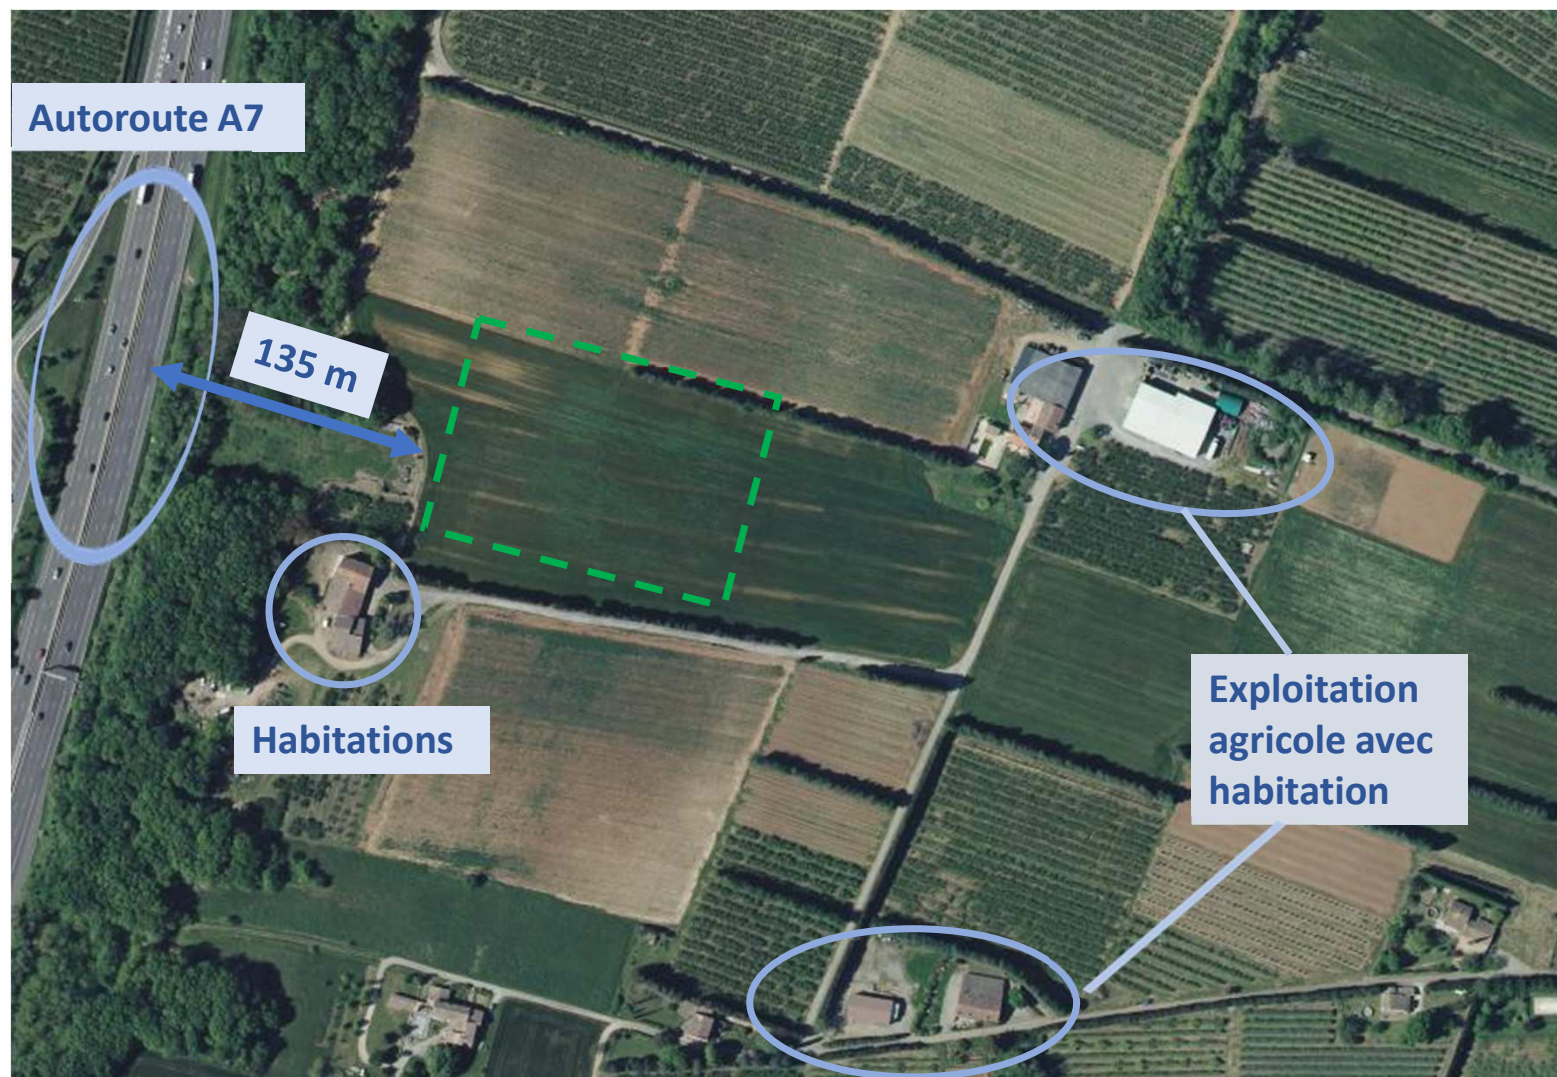 Autoroute A7
135 m
Habitations
Exploitation
agricole avec
habitation